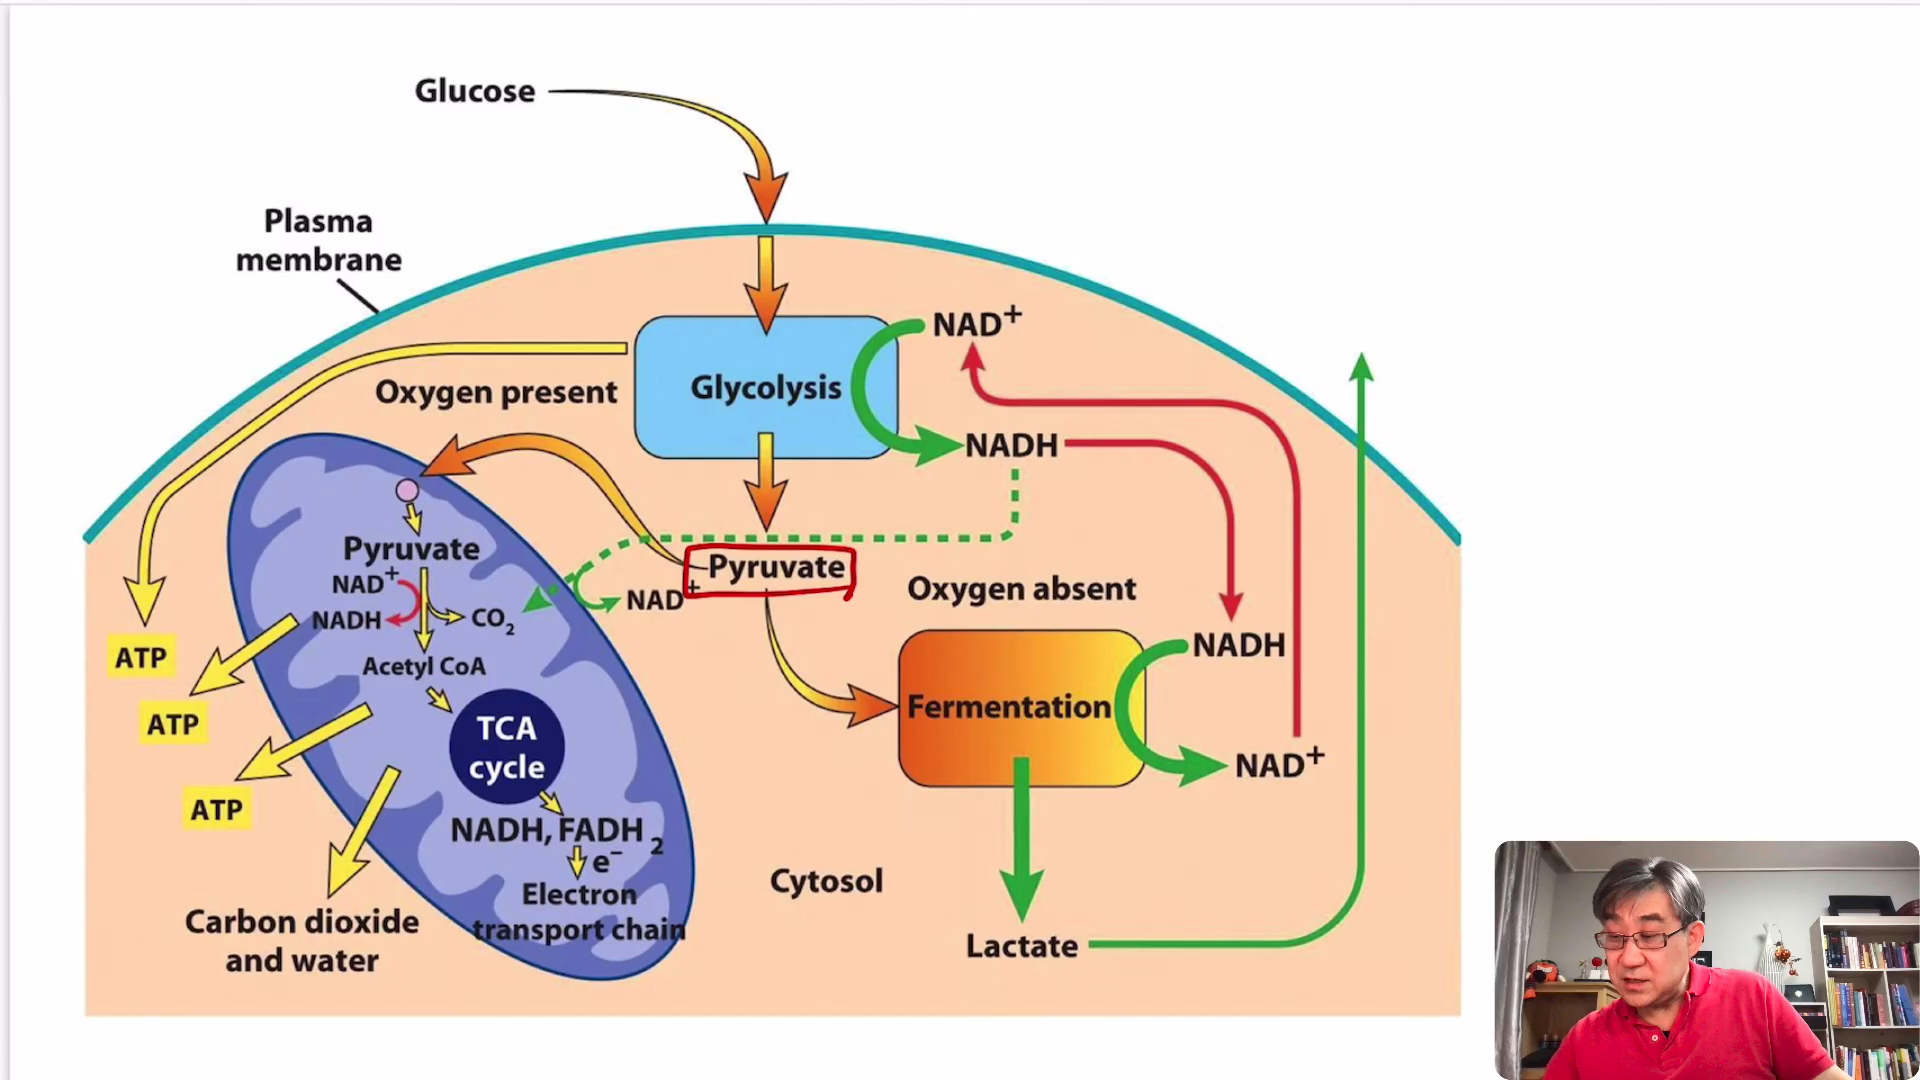 Glucose
Plasma
membrane
NAD+
Glycolysis
Oxygen present
NADH
Pyruvate
Pyruvate
NAD+
NADH
CO2
NAD+
Oxygen absent
NADH
ATP
Acetyl CoA
Fermentation
ATP
TCA
cycle
NAD+
ATP
NADH, FADH2
e−
Electron
transport chain
Cytosol
Carbon dioxide
and water
Lactate